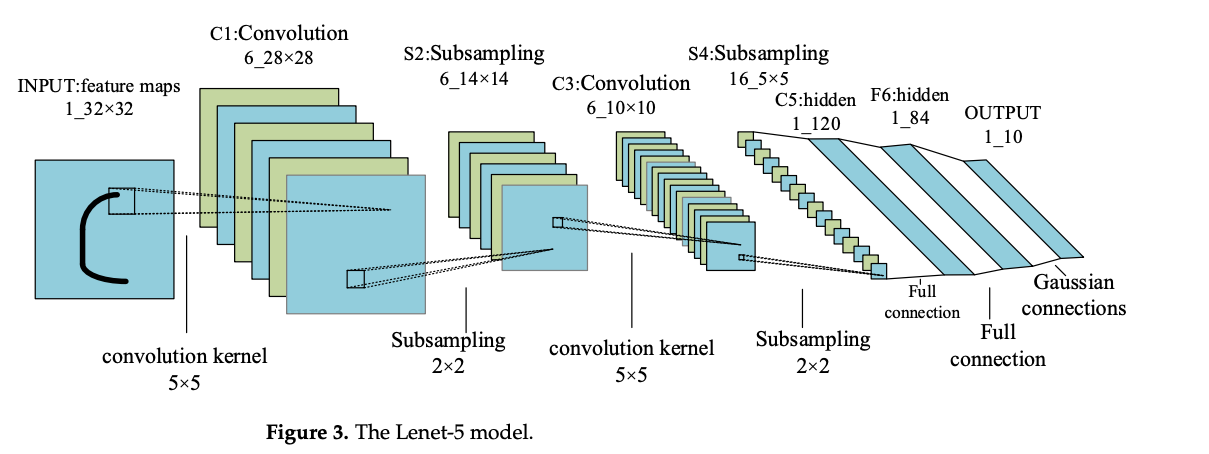 C1:Convolution
6_28×28
S2:Subsampling
6_14×14
S4:Subsampling
16_5×5
INPUT:feature maps
1_32×32
C3:Convolution
6_10×10
C5:hidden
1_120
F6:hidden
1_84
OUTPUT
1_10
convolution kernel
5×5
Subsampling
2×2
convolution kernel
5×5
Subsampling
2×2
Full
connection
Full
connection
Gaussian
connections
Figure 3. The Lenet-5 model.